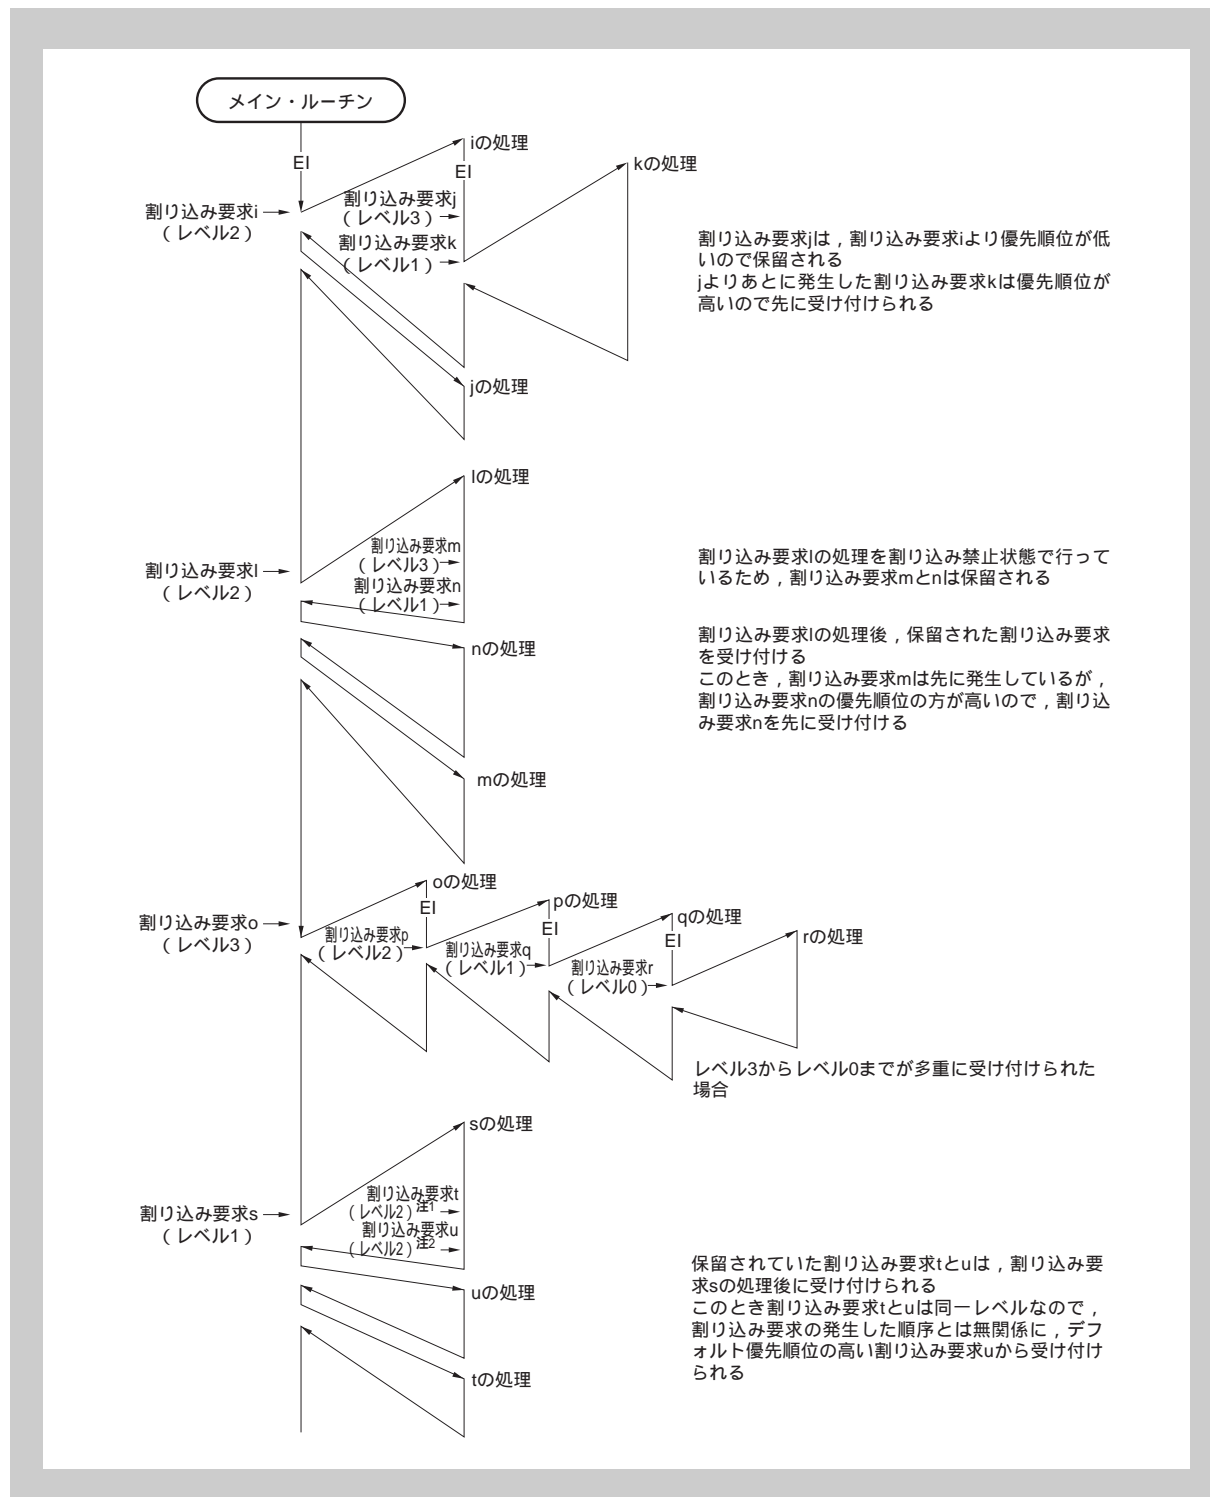 メイン・ルーチン
EI
iの処理
EI
kの処理
割り込み要求i
（レベル2）
割り込み要求j
（レベル3）
割り込み要求k
（レベル1）
割り込み要求jは，割り込み要求iより優先順位が低
いので保留される
jよりあとに発生した割り込み要求kは優先順位が
高いので先に受け付けられる
jの処理
lの処理
割り込み要求l
（レベル2）
割り込み要求m
（レベル3）
割り込み要求n
（レベル1）
割り込み要求lの処理を割り込み禁止状態で行って
いるため，割り込み要求mとnは保留される
割り込み要求lの処理後，保留された割り込み要求
を受け付ける
このとき，割り込み要求mは先に発生しているが，
割り込み要求nの優先順位の方が高いので，割り込
み要求nを先に受け付ける
nの処理
mの処理
oの処理
EI
pの処理
EI
qの処理
EI
rの処理
割り込み要求o
（レベル3）
割り込み要求p
（レベル2）
割り込み要求q
（レベル1）
割り込み要求r
（レベル0）
レベル3からレベル0までが多重に受け付けられた
場合
sの処理
割り込み要求s
（レベル1）
割り込み要求t
（レベル2）注1
割り込み要求u
（レベル2）注2
保留されていた割り込み要求tとuは，割り込み要
求sの処理後に受け付けられる
このとき割り込み要求tとuは同一レベルなので，
割り込み要求の発生した順序とは無関係に，デフ
ォルト優先順位の高い割り込み要求uから受け付け
られる
uの処理
tの処理